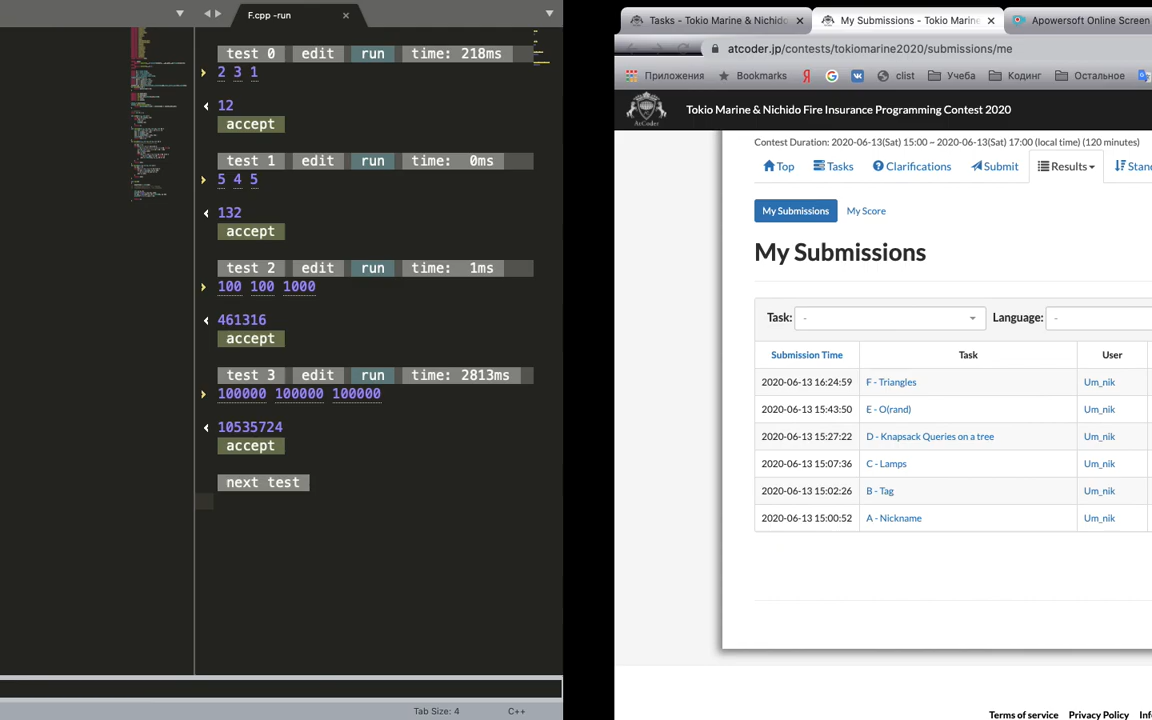 F.cpp -run
test 0 edit run time: 218ms
2 3 1
12
accept
test 1 edit run time: 0ms
5 4 5
132
accept
test 2 edit run time: 1ms
100 100 1000
461316
accept
test 3 edit run time: 2813ms
100000 100000 100000
10535724
accept
next test
Tab Size: 4 C++
Tasks - Tokio Marine & Nichido My Submissions - Tokio Marin Apowersoft Online Screen
atcoder.jp/contests/tokiomarine2020/submissions/me
Приложения Bookmarks clist Учеба Кодинг Остальное
AtCoder Tokio Marine & Nichido Fire Insurance Programming Contest 2020
Contest Duration: 2020-06-13(Sat) 15:00 ~ 2020-06-13(Sat) 17:00 (local time) (120 minutes)
Top Tasks Clarifications Submit Results Stan
My Submissions My Score
My Submissions
Task: - Language: -
Submission Time Task User
2020-06-13 16:24:59 F - Triangles Um_nik
2020-06-13 15:43:50 E - O(rand) Um_nik
2020-06-13 15:27:22 D - Knapsack Queries on a tree Um_nik
2020-06-13 15:07:36 C - Lamps Um_nik
2020-06-13 15:02:26 B - Tag Um_nik
2020-06-13 15:00:52 A - Nickname Um_nik
Terms of service Privacy Policy Inf